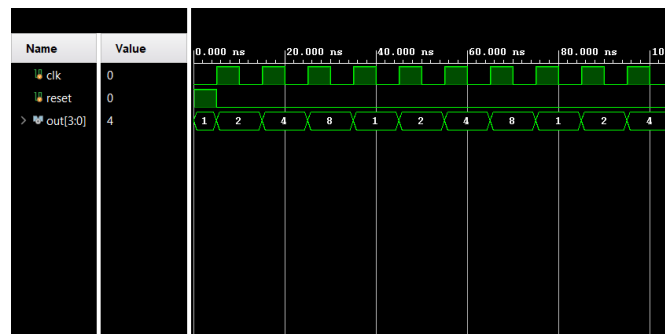 Name Value
0.000 ns 20.000 ns 40.000 ns 60.000 ns 80.000 ns 10
clk 0
reset 0
out[3:0] 4 1 2 4 8 1 2 4 8 1 2 4